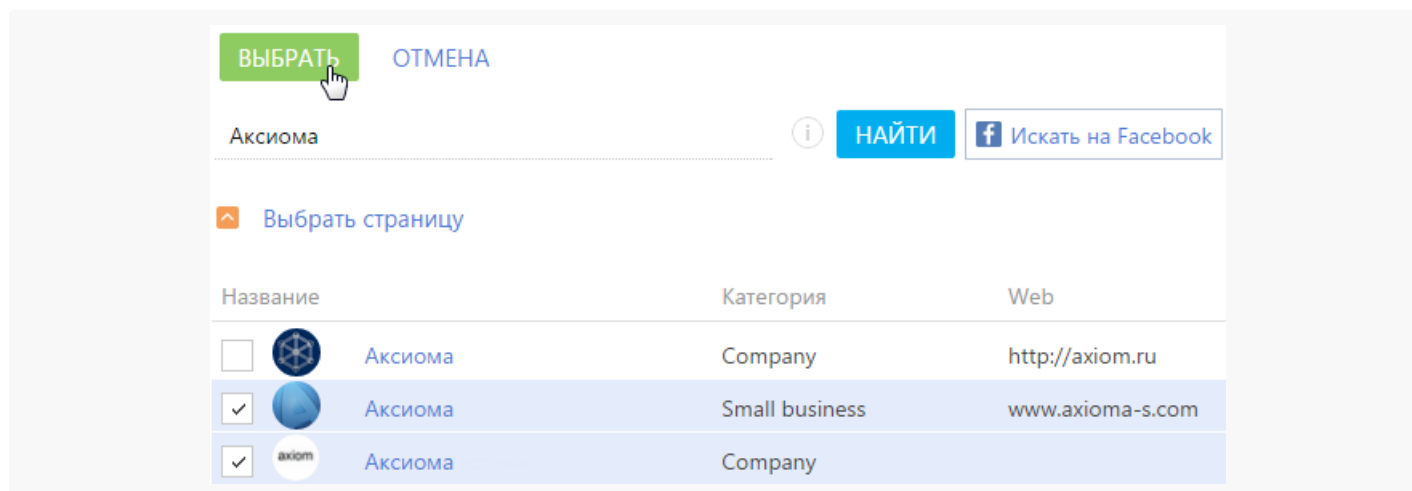 ВЫБРАТЬ ОТМЕНА
Аксиома i НАЙТИ f Искать на Facebook
Выбрать страницу
Название Категория Web
Аксиома Company http://axiom.ru
Аксиома Small business www.axioma-s.com
axiom Аксиома Company